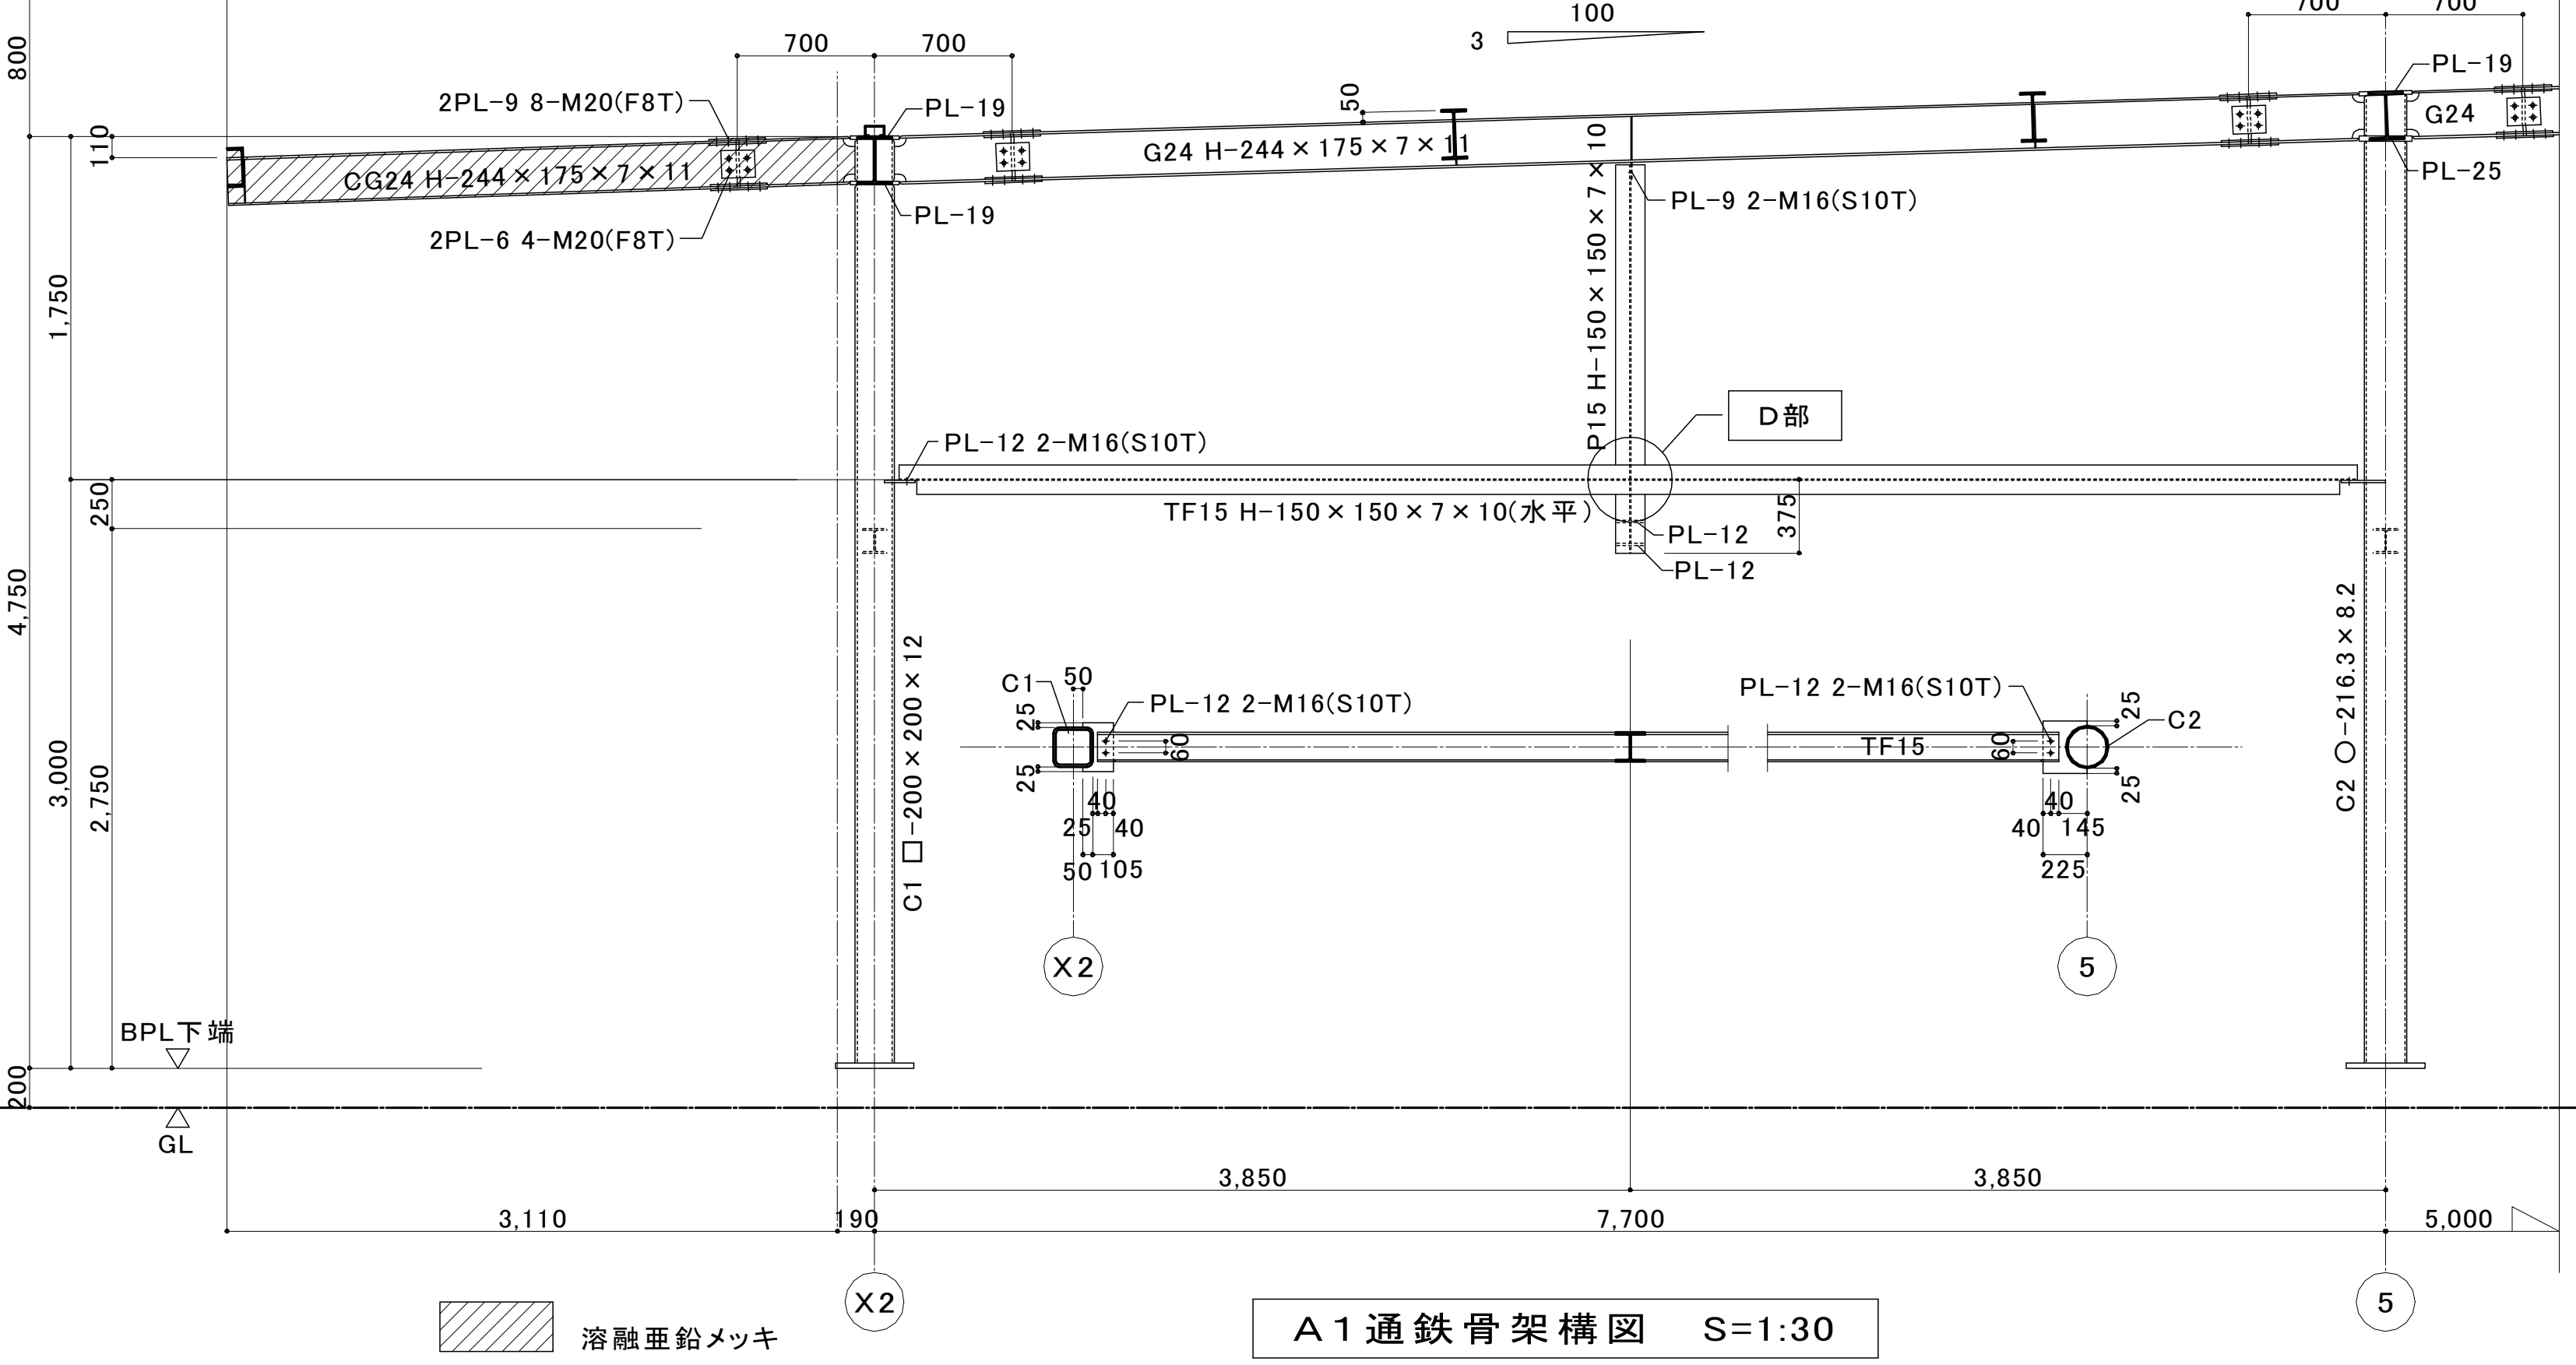 100
3
700 700
700 700
800
110
1,750
250
4,750
3,000
2,750
200
2PL-9 8-M20(F8T)
PL-19
CG24 H-244×175×7×11
PL-19
2PL-6 4-M20(F8T)
50
G24 H-244×175×7×11
PL-19
G24
PL-25
PL-9 2-M16(S10T)
P15 H-150×150×7×10
D部
PL-12 2-M16(S10T)
TF15 H-150×150×7×10(水平)
375
PL-12
PL-12
C1 □-200×200×12
C2 ○-216.3×8.2
C1
50
PL-12 2-M16(S10T)
PL-12 2-M16(S10T)
25
25
C2
60
TF15
60
25
25
40
25 40
50 105
40
40 145
225
X2
5
BPL下端
GL
3,850
3,850
3,110
190
7,700
5,000
X2
5
溶融亜鉛メッキ
A1通鉄骨架構図 S=1:30